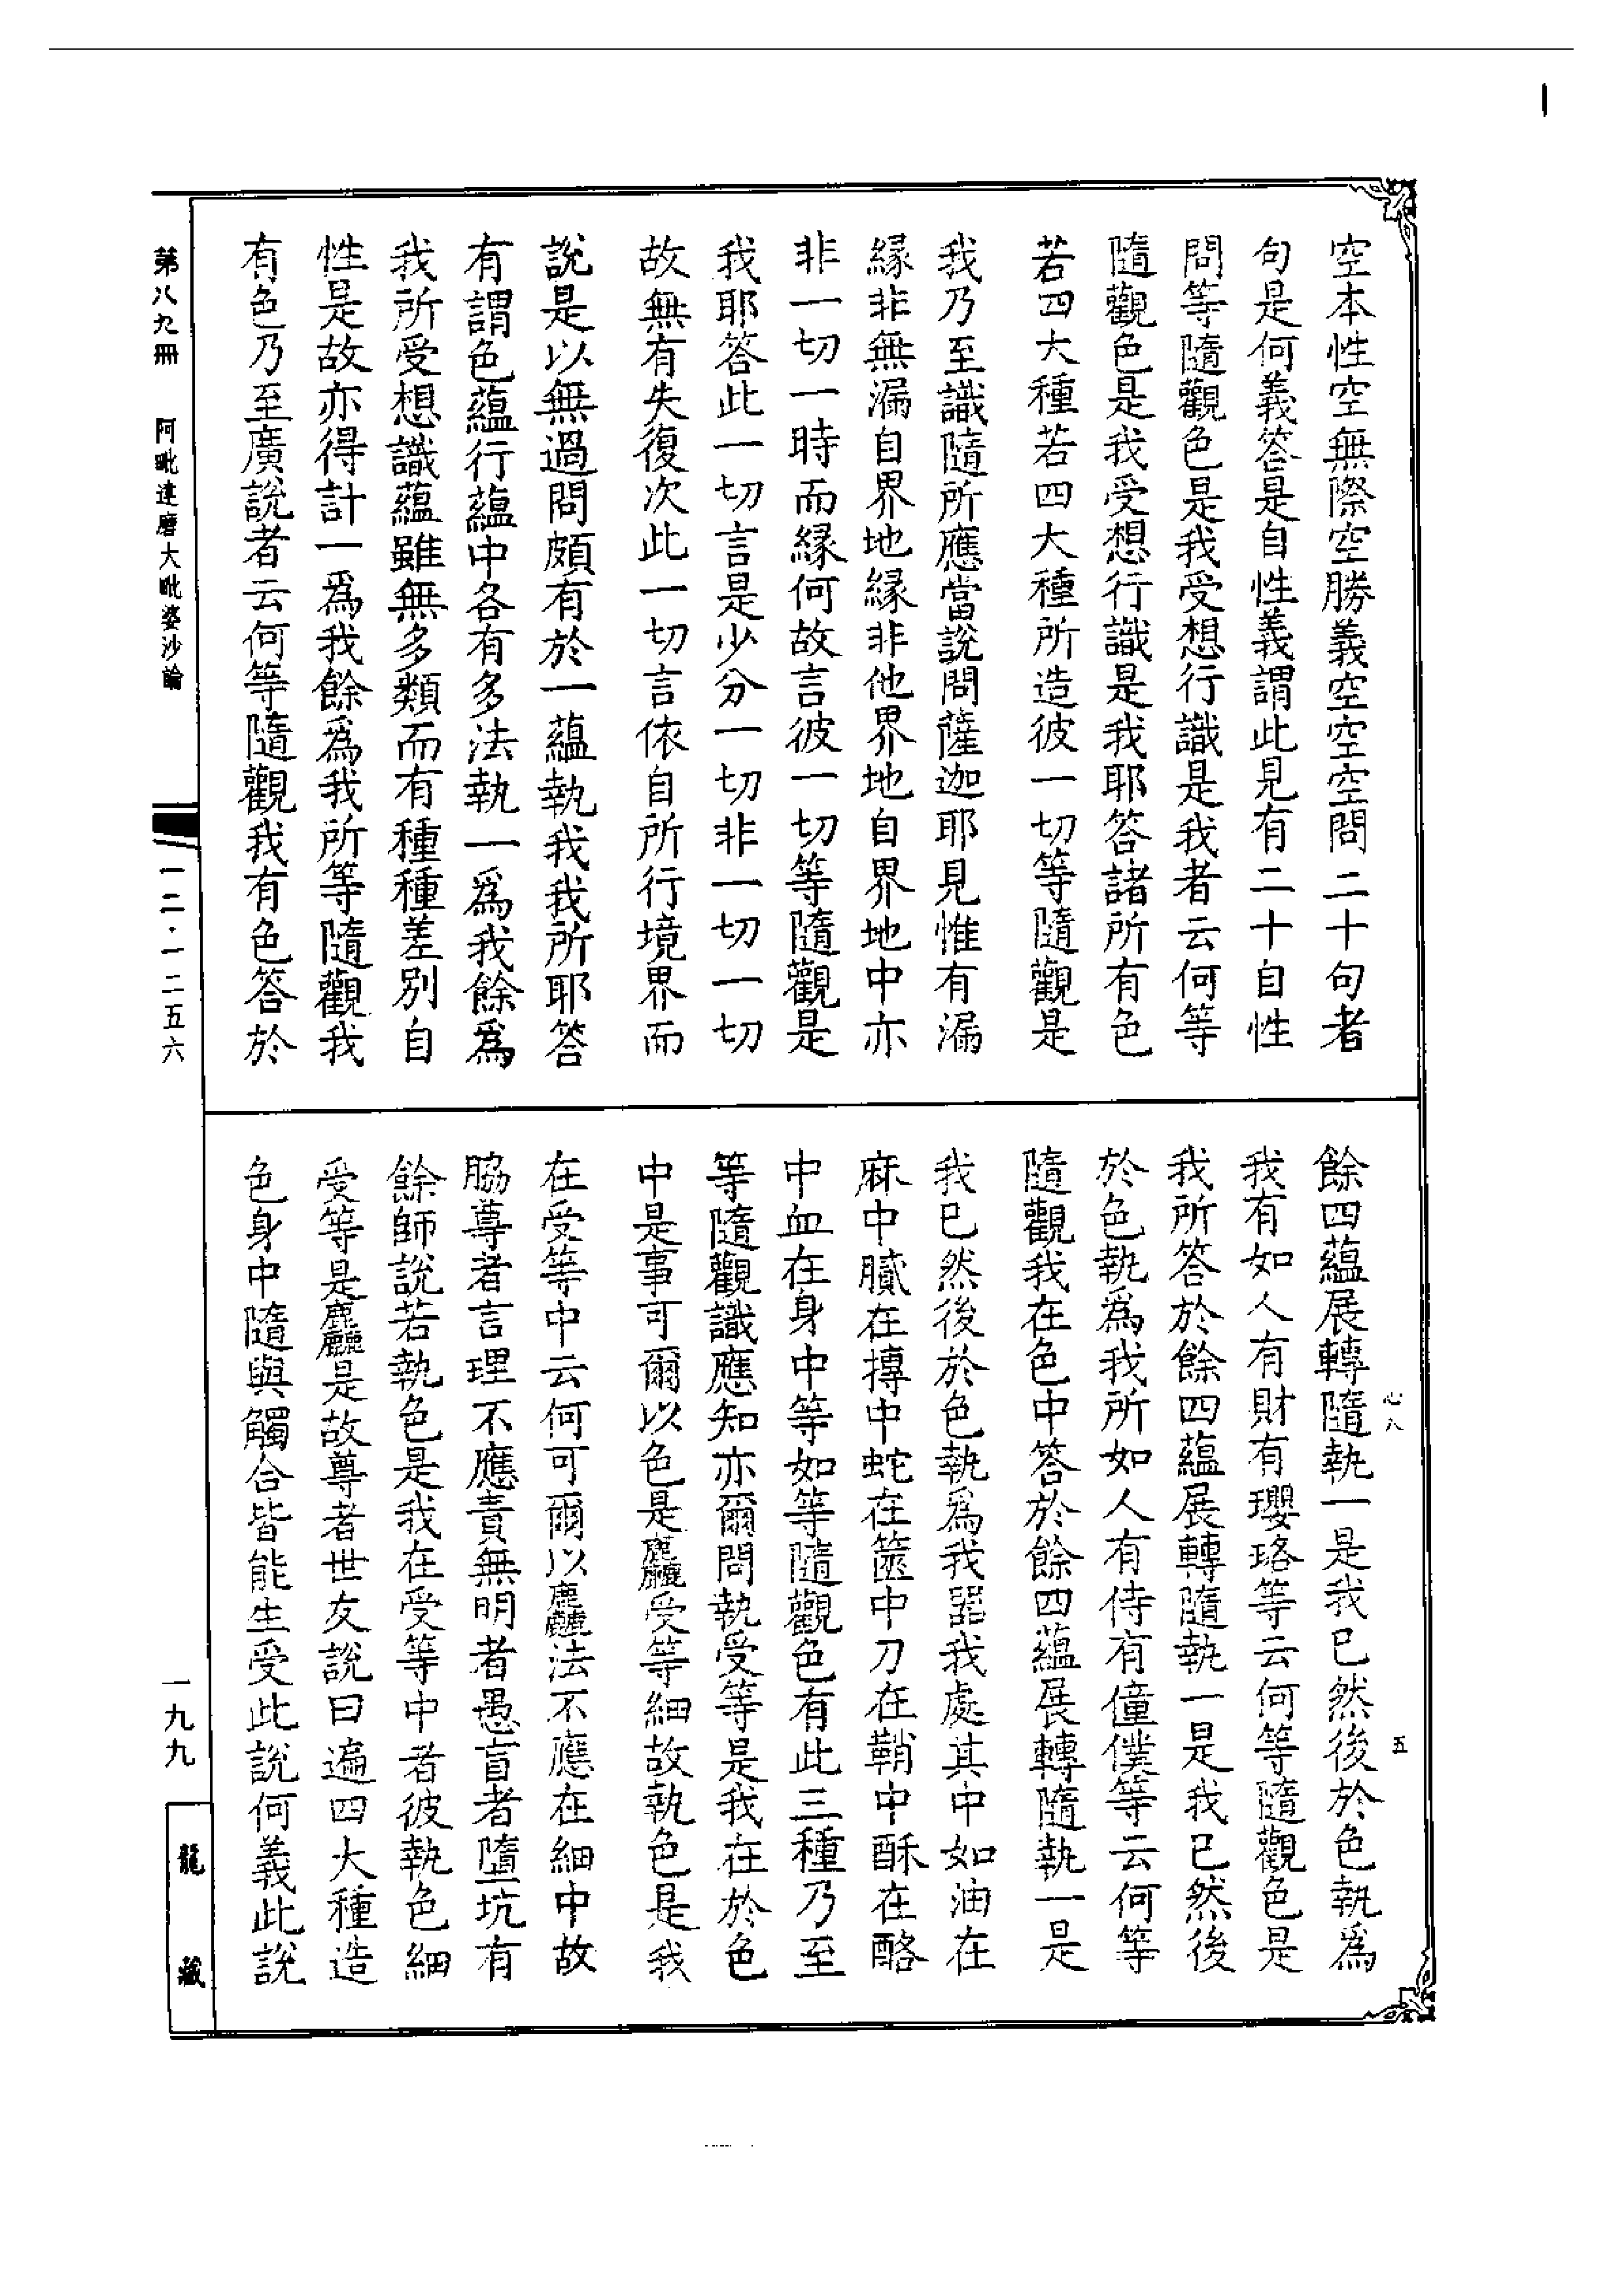 空本性空無際空勝義空空空問二十句者
句是何義答是自性義謂此見有二十自性
問等隨觀色是我受想行識是我者云何等
隨觀色是我受想行識是我耶答諸所有色
若四大種若四大種所造彼一切等隨觀是
我乃至識隨所應當說問薩迦耶見惟有漏
緣非無漏自界地緣非他界地自界地中亦
非一切一時而緣何故言彼一切等隨觀是
我耶答此一切言是少分一切非一切一切
故無有失復次此一切言依自所行境界而
說是以無過問頗有於一蘊執我我所耶答
有謂色蘊行蘊中各有多法執一爲我餘爲
我所受想識蘊雖無多類而有種種差別自
性是故亦得計一爲我餘爲我所等隨觀我
有色乃至廣說者云何等隨觀我有色答於
餘四蘊展轉隨執一是我已然後於色執爲
我有如人有財有瓔珞等云何等隨觀色是
我所答於餘四蘊展轉隨執一是我已然後
於色執爲我所如人有侍有僮僕等云何等
隨觀我在色中答於餘四蘊展轉隨執一是
我已然後於色執爲我器我處其中如油在
麻中膩在摶中蛇在篋中刀在鞘中酥在酪
中血在身中等如等隨觀色有此三種乃至
等隨觀識應知亦爾問執受等是我在於色
中是事可爾以色是麤受等細故執色是我
在受等中云何可爾以麤法不應在細中故
脇尊者言理不應責無明者愚盲者墮坑有
餘師說若執色是我在受等中者彼執色細
受等是麤是故尊者世友說曰遍四大種造
色身中隨與觸合皆能生受此說何義此說
心八
五
第八九冊
阿毗達磨大毗婆沙論
一二·一二五六
一九九
龍藏